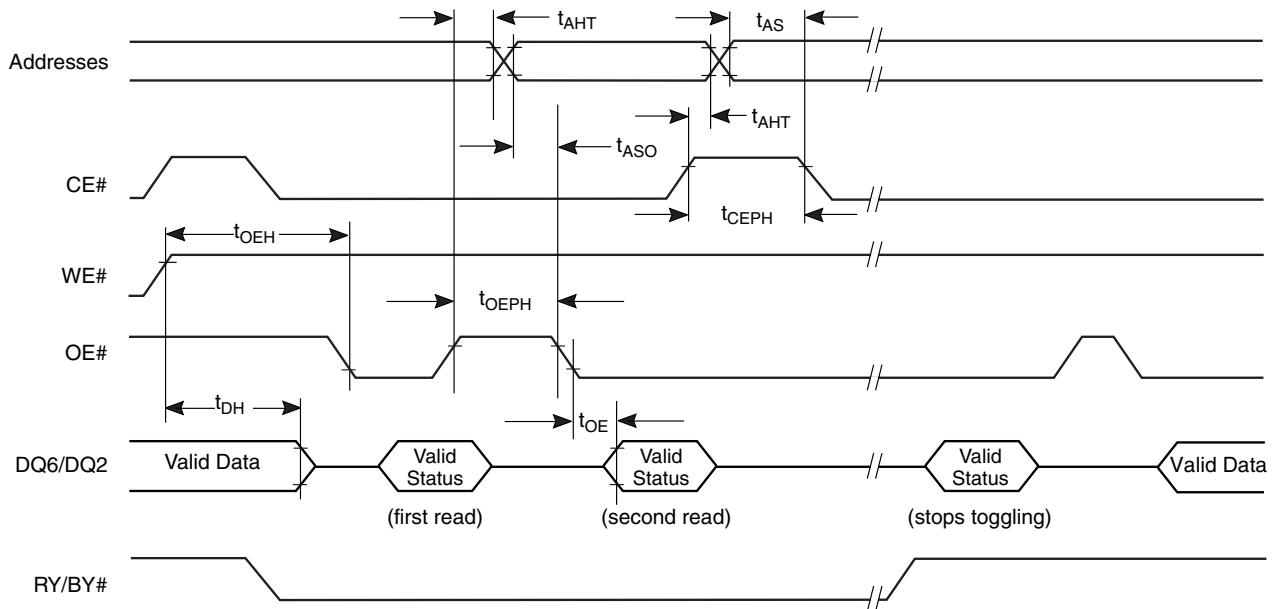 tAHT
tAS
Addresses
tAHT
tASO
CE#
tCEPH
tOEH
WE#
tOEPH
OE#
tDH
tOE
DQ6/DQ2
Valid Data
Valid
Status
Valid
Status
Valid
Status
Valid Data
(first read)
(second read)
(stops toggling)
RY/BY#